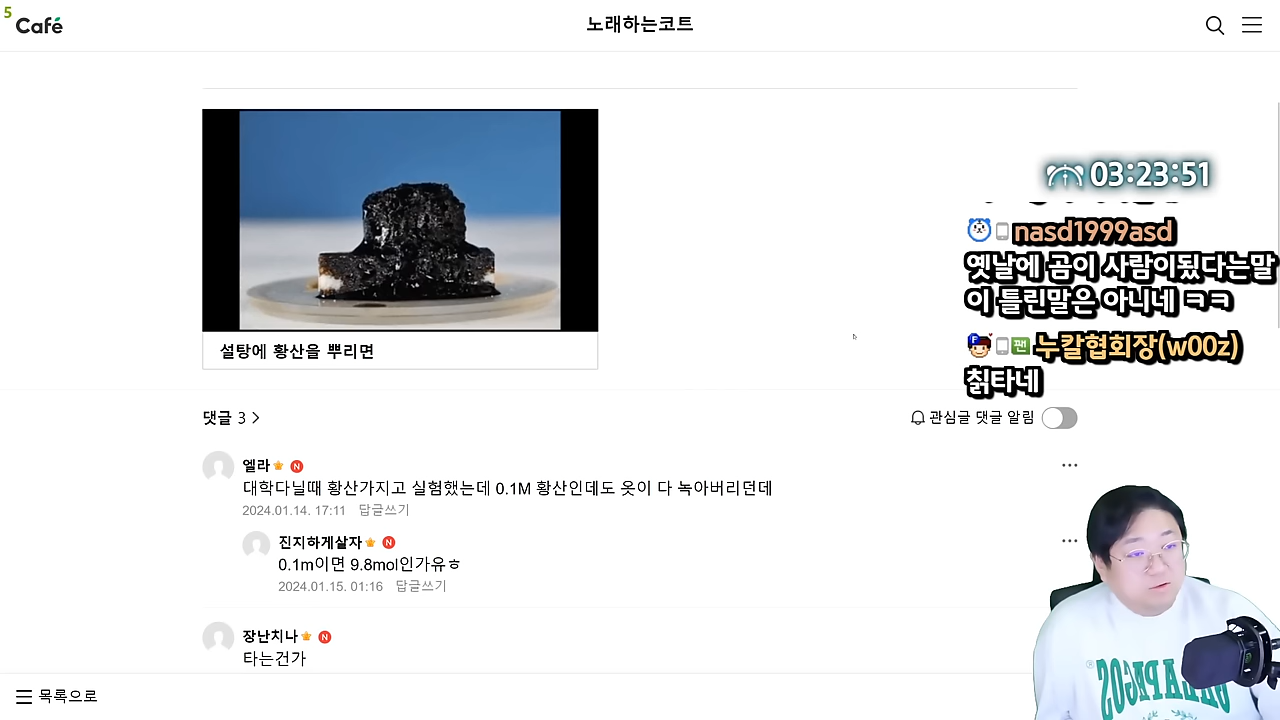 5
Café
노래하는코트
03:23:51
nasd1999asd
옛날에 곰이 사람이됬다는말
이 틀린말은 아니네 ㅋㅋ
팬 누칼협회장(w00z)
칡타네
설탕에 황산을 뿌리면
댓글 3
관심글 댓글 알림
엘라 N
대학다닐때 황산가지고 실험했는데 0.1M 황산인데도 옷이 다 녹아버리던데
2024.01.14. 17:11 답글쓰기
진지하게살자 N
0.1m이면 9.8mol인가유ㅎ
2024.01.15. 01:16 답글쓰기
장난치나 N
타는건가
목록으로